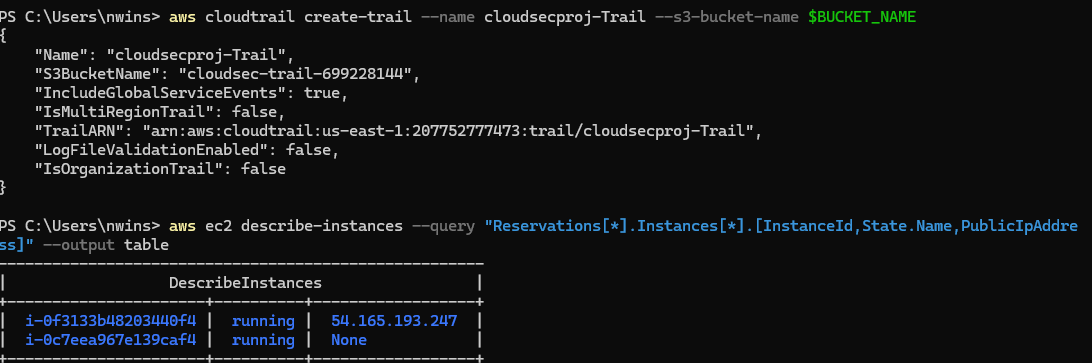 PS C:\Users\nwins> aws cloudtrail create-trail --name cloudsecproj-Trail --s3-bucket-name $BUCKET_NAME
{
    "Name": "cloudsecproj-Trail",
    "S3BucketName": "cloudsec-trail-699228144",
    "IncludeGlobalServiceEvents": true,
    "IsMultiRegionTrail": false,
    "TrailARN": "arn:aws:cloudtrail:us-east-1:207752777473:trail/cloudsecproj-Trail",
    "LogFileValidationEnabled": false,
    "IsOrganizationTrail": false
}
PS C:\Users\nwins> aws ec2 describe-instances --query "Reservations[*].Instances[*].[InstanceId,State.Name,PublicIpAddre
ss]" --output table
-------------------------------------------------------
|                  DescribeInstances                  |
+----------------------+----------+-------------------+
|  i-0f3133b48203440f4 |  running |  54.165.193.247   |
|  i-0c7eea967e139caf4 |  running |  None             |
+----------------------+----------+-------------------+